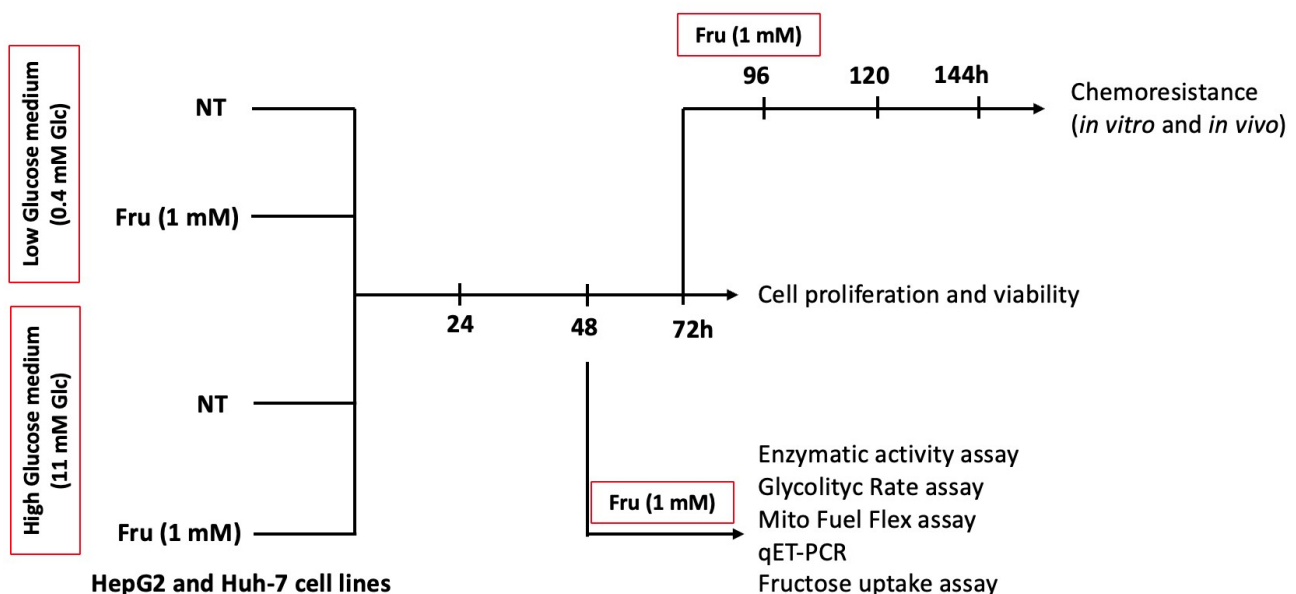 Low Glucose medium
(0.4 mM Glc)
NT
Fru (1 mM)
High Glucose medium
(11 mM Glc)
NT
Fru (1 mM)
HepG2 and Huh-7 cell lines
24
48
72h
Cell proliferation and viability
Fru (1 mM)
96
120
144h
Chemoresistance
(in vitro and in vivo)
Fru (1 mM)
Enzymatic activity assay
Glycolityc Rate assay
Mito Fuel Flex assay
qET-PCR
Fructose uptake assay